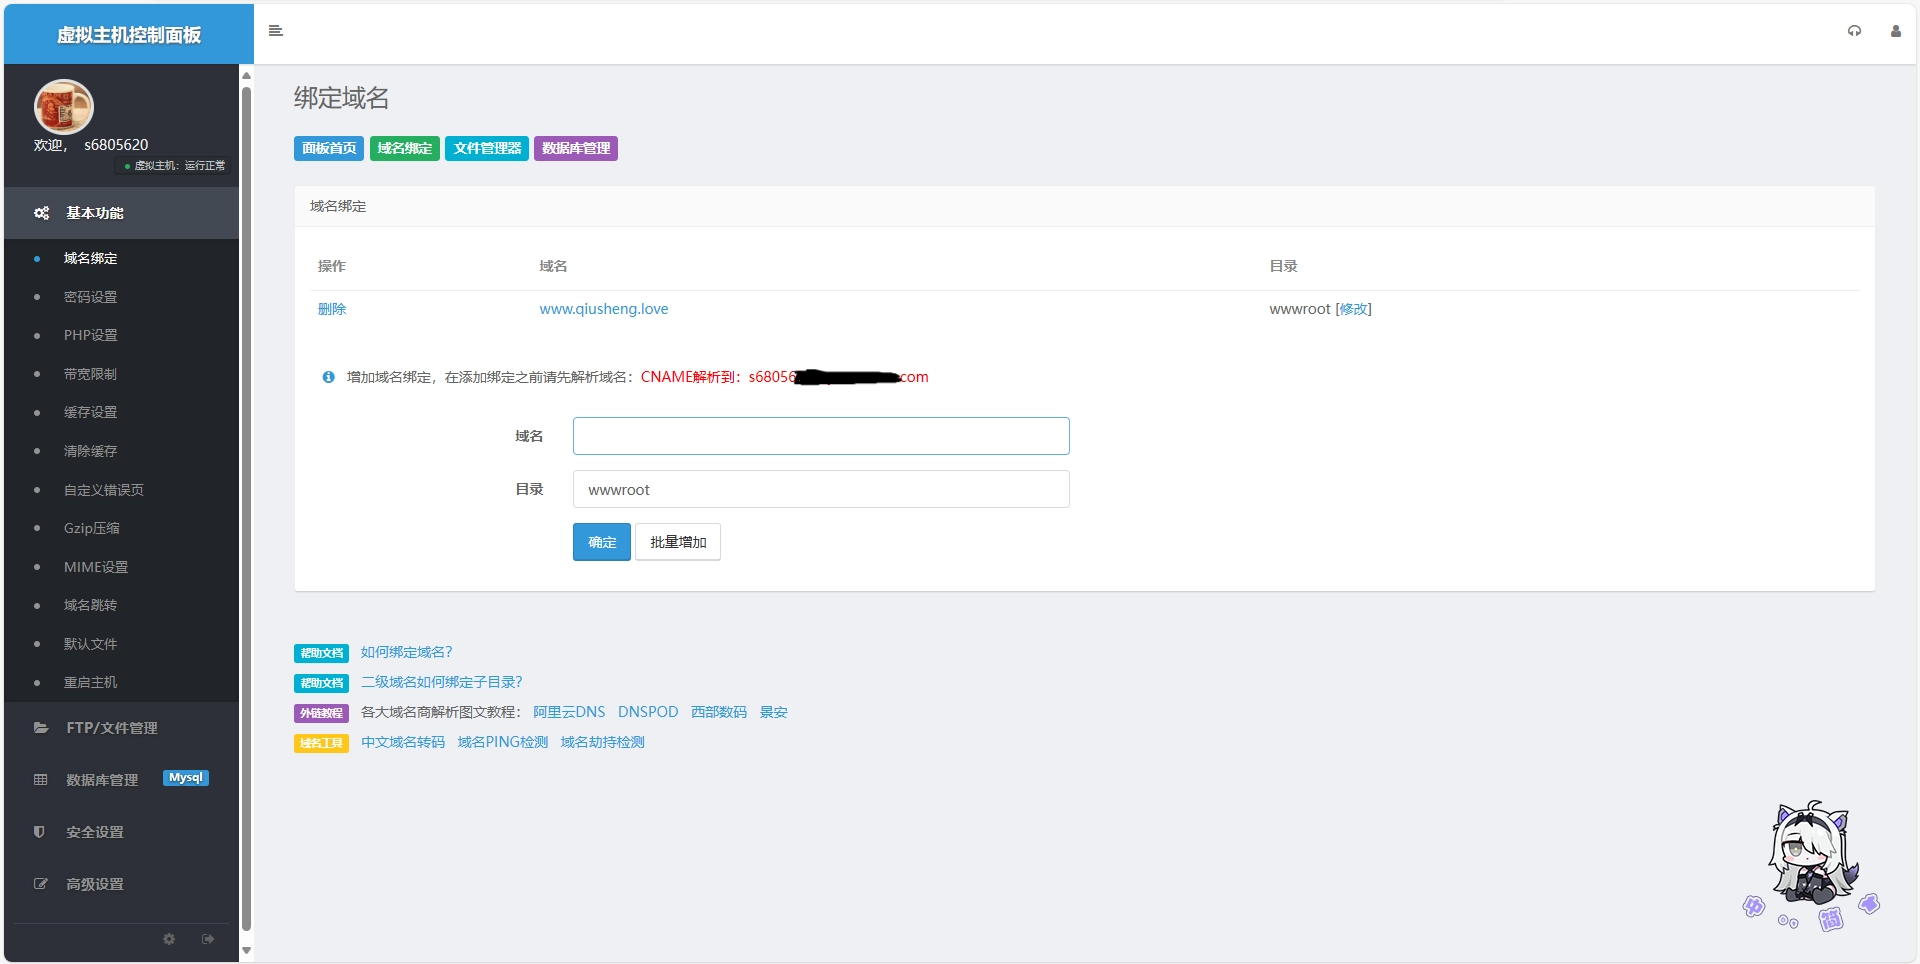 虚拟主机控制面板
欢迎， s6805620
虚拟主机：运行正常
基本功能
域名绑定
密码设置
PHP设置
带宽限制
缓存设置
清除缓存
自定义错误页
Gzip压缩
MIME设置
域名跳转
默认文件
重启主机
FTP/文件管理
数据库管理 Mysql
安全设置
高级设置
绑定域名
面板首页 域名绑定 文件管理器 数据库管理
域名绑定
操作 域名 目录
删除 www.qiusheng.love wwwroot [修改]
增加域名绑定，在添加绑定之前请先解析域名：CNAME解析到：s6805 com
域名
目录 wwwroot
确定 批量增加
帮助文档 如何绑定域名?
帮助文档 二级域名如何绑定子目录?
外链教程 各大域名商解析图文教程： 阿里云DNS DNSPOD 西部数码 景安
域名工具 中文域名转码 域名PING检测 域名劫持检测
中 简